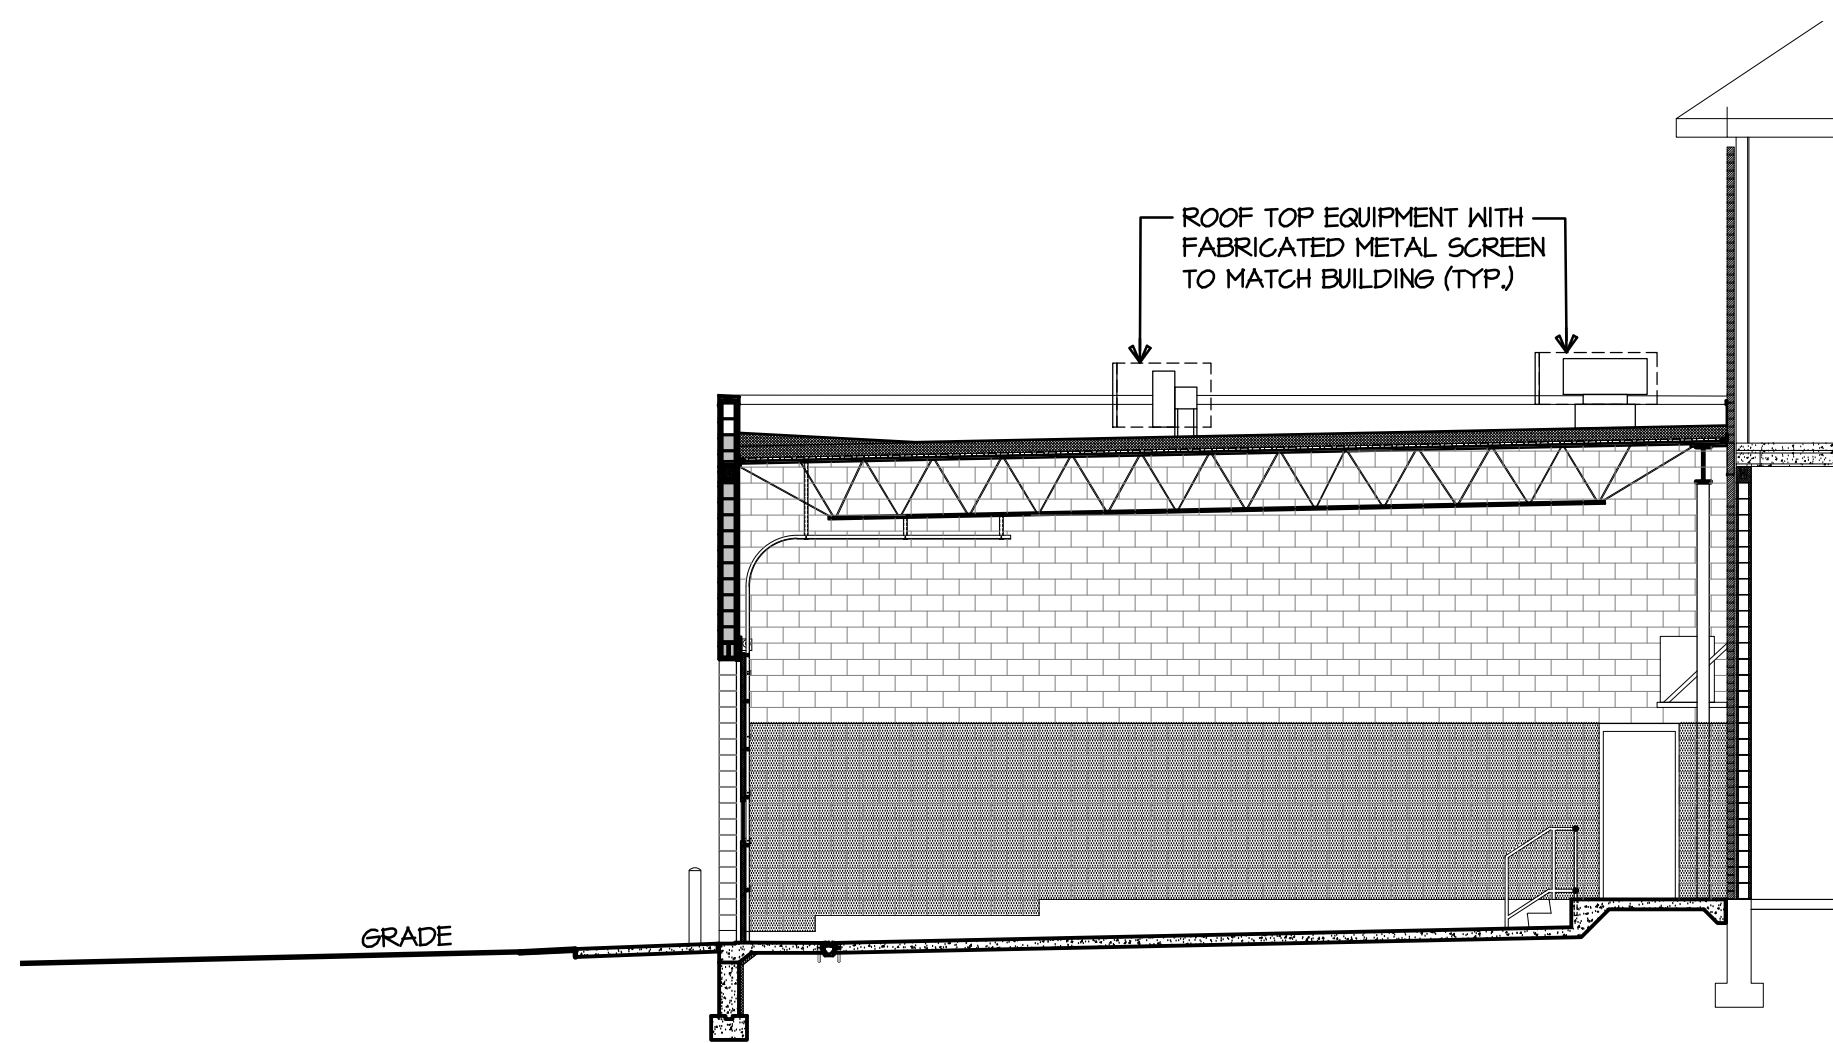 ROOF TOP EQUIPMENT WITH
FABRICATED METAL SCREEN
TO MATCH BUILDING (TYP.)
GRADE